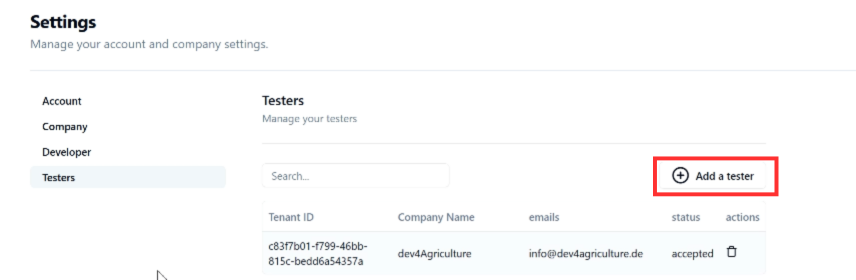 Settings
Manage your account and company settings.
Account
Company
Developer
Testers
Testers
Manage your testers
Search...
Add a tester
Tenant ID Company Name emails status actions
c83f7b01-f799-46bb-
815c-bedd6a54357a dev4Agriculture info@dev4agriculture.de accepted